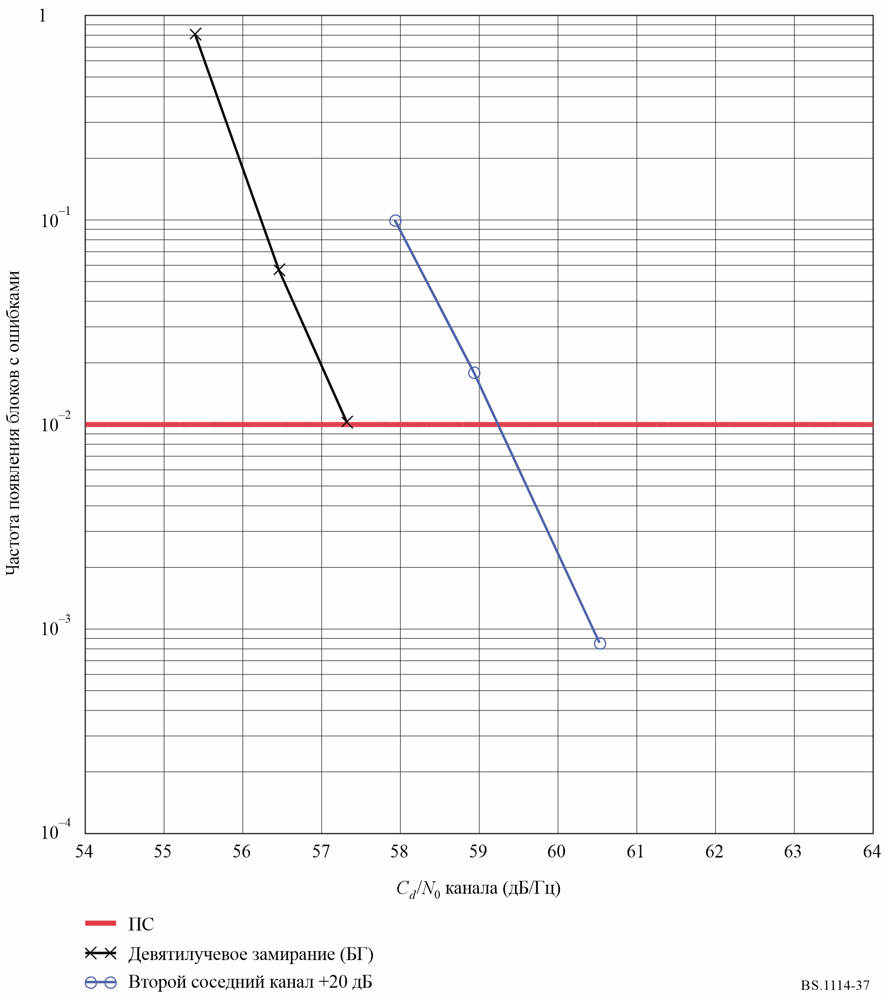 1
10⁻¹
10⁻²
10⁻³
10⁻⁴
Частота появления блоков с ошибками
54 55 56 57 58 59 60 61 62 63 64
C_d/N_0 канала (дБ/Гц)
ПС
Девятилучевое замирание (БГ)
Второй соседний канал +20 дБ
BS.1114-37